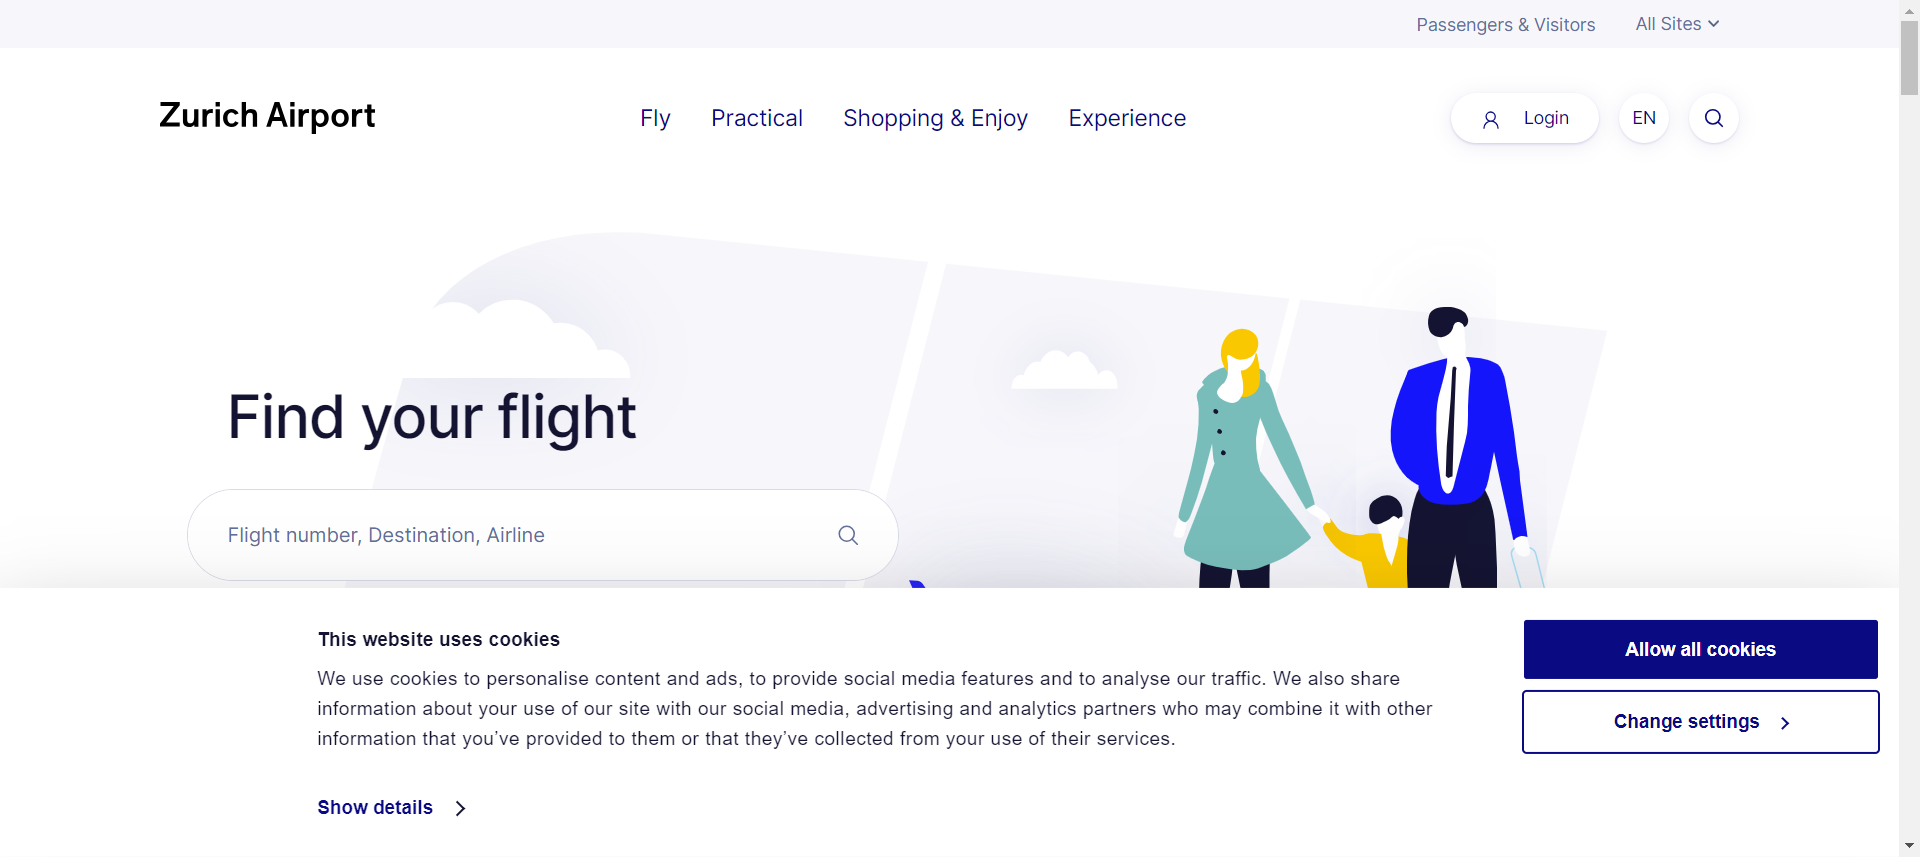 Passengers & Visitors
All Sites
Zurich Airport
Fly
Practical
Shopping & Enjoy
Experience
Login
EN
Find your flight
Flight number, Destination, Airline
This website uses cookies
We use cookies to personalise content and ads, to provide social media features and to analyse our traffic. We also share
information about your use of our site with our social media, advertising and analytics partners who may combine it with other
information that you’ve provided to them or that they’ve collected from your use of their services.
Show details
Allow all cookies
Change settings